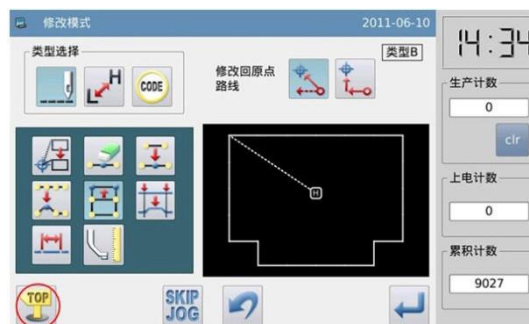 修改模式
2011-06-10
类型选择
L H
CODE
修改回原点
路线
类型B
H
TOP
SKIP
JOG
14:34
生产计数
0
clr
上电计数
0
累积计数
9027